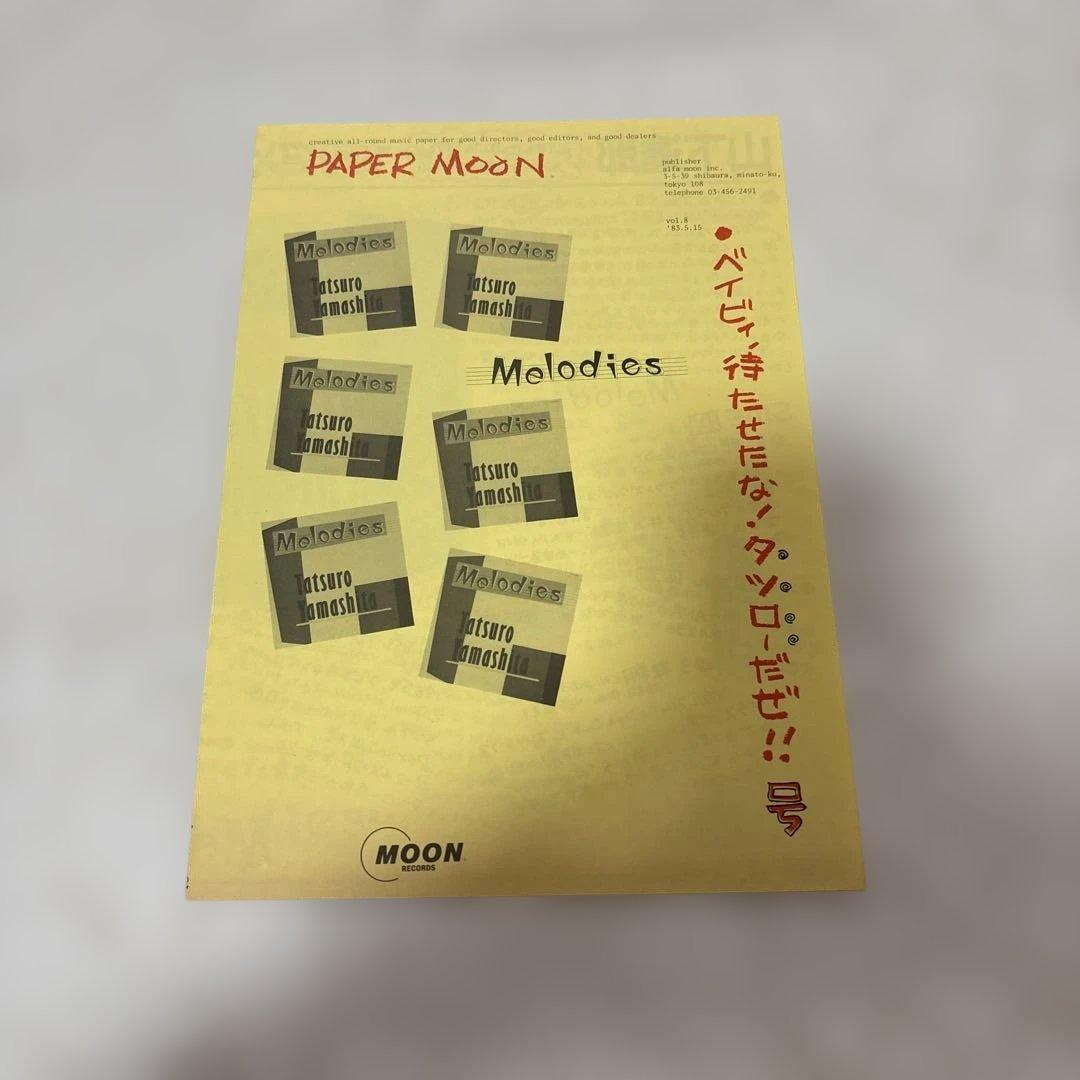 creative all-round music paper for good directors, good editors, and good dealers
PAPER MOON
publisher
alfa moon inc.
3-5-39 shibaura, minato-ku,
tokyo 108
telephone 03-456-2491
vol.8
'83.5.15
●ベイビィ、待たせたな!タツローだぜ!!号
Melodies
Tatsuro
Yamashita
Melodies
Tatsuro
Yamashita
Melodies
Melodies
Tatsuro
Yamashita
Melodies
Tatsuro
Yamashita
Melodies
Tatsuro
Yamashita
Melodies
Tatsuro
Yamashita
MOON
RECORDS